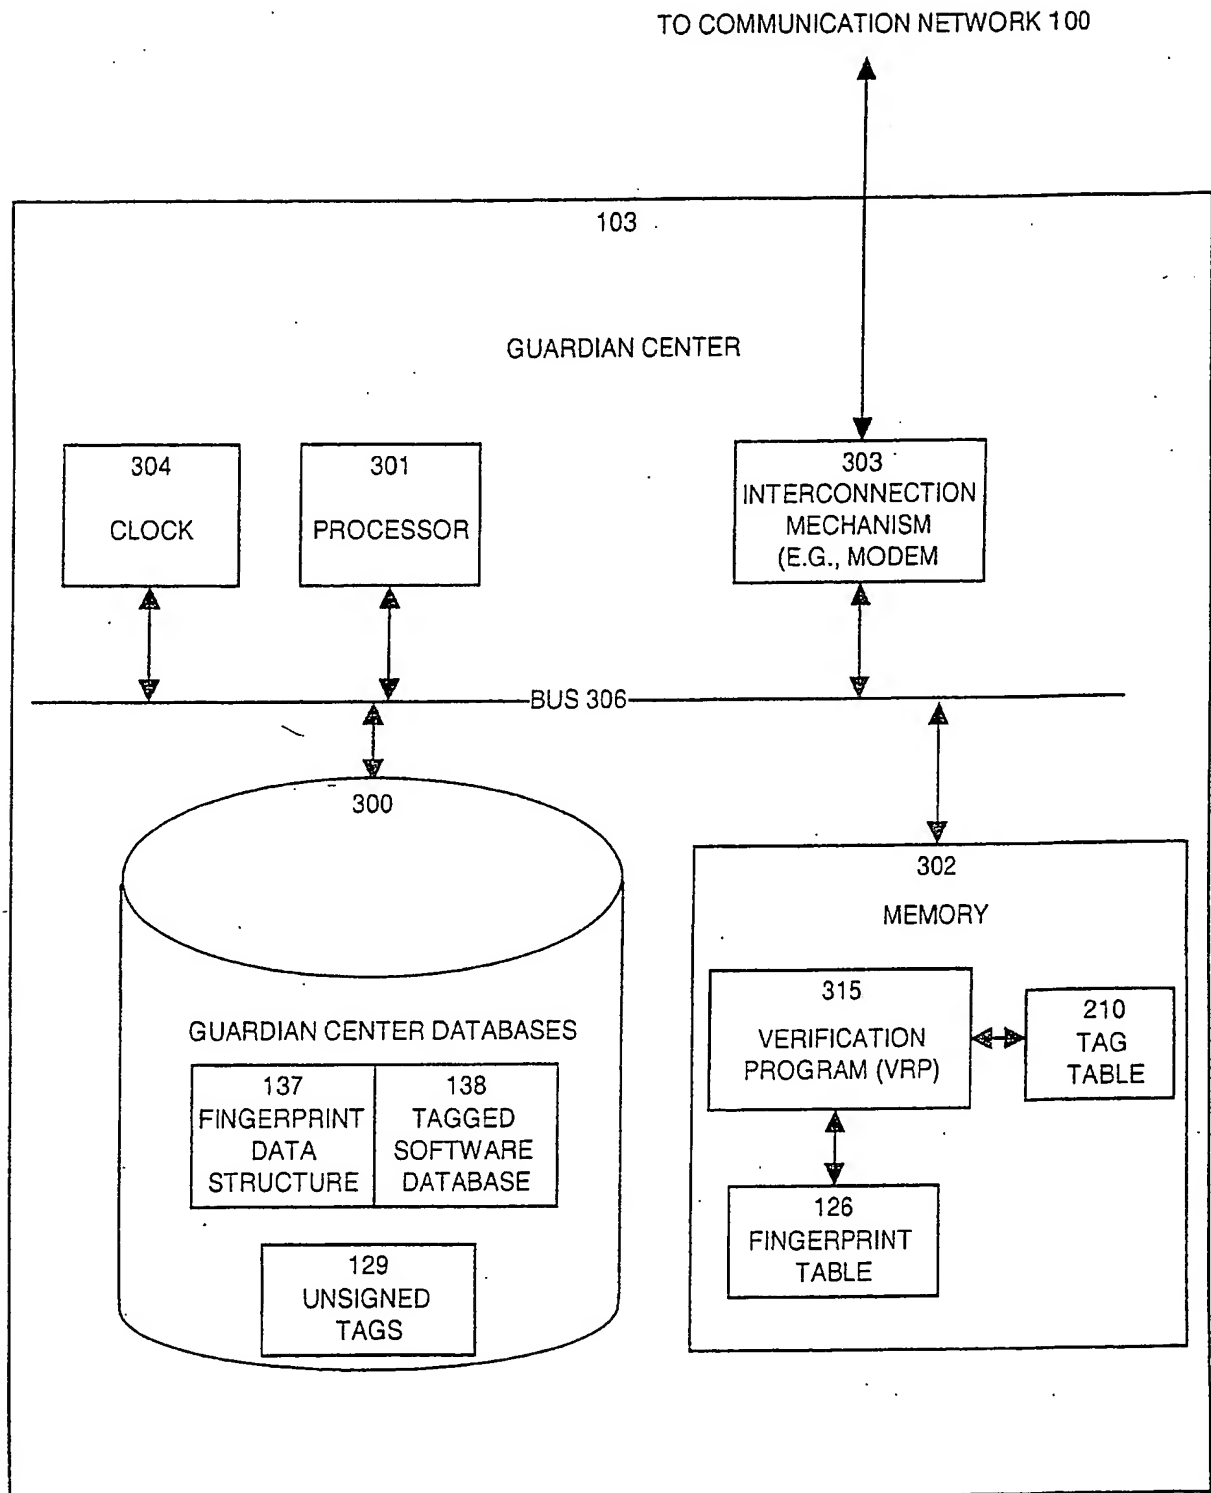 TO COMMUNICATION NETWORK 100
103
GUARDIAN CENTER
304
CLOCK
301
PROCESSOR
303
INTERCONNECTION
MECHANISM
(E.G., MODEM
BUS 306
300
GUARDIAN CENTER DATABASES
137
FINGERPRINT
DATA
STRUCTURE
138
TAGGED
SOFTWARE
DATABASE
129
UNSIGNED
TAGS
302
MEMORY
315
VERIFICATION
PROGRAM (VRP)
210
TAG
TABLE
126
FINGERPRINT
TABLE